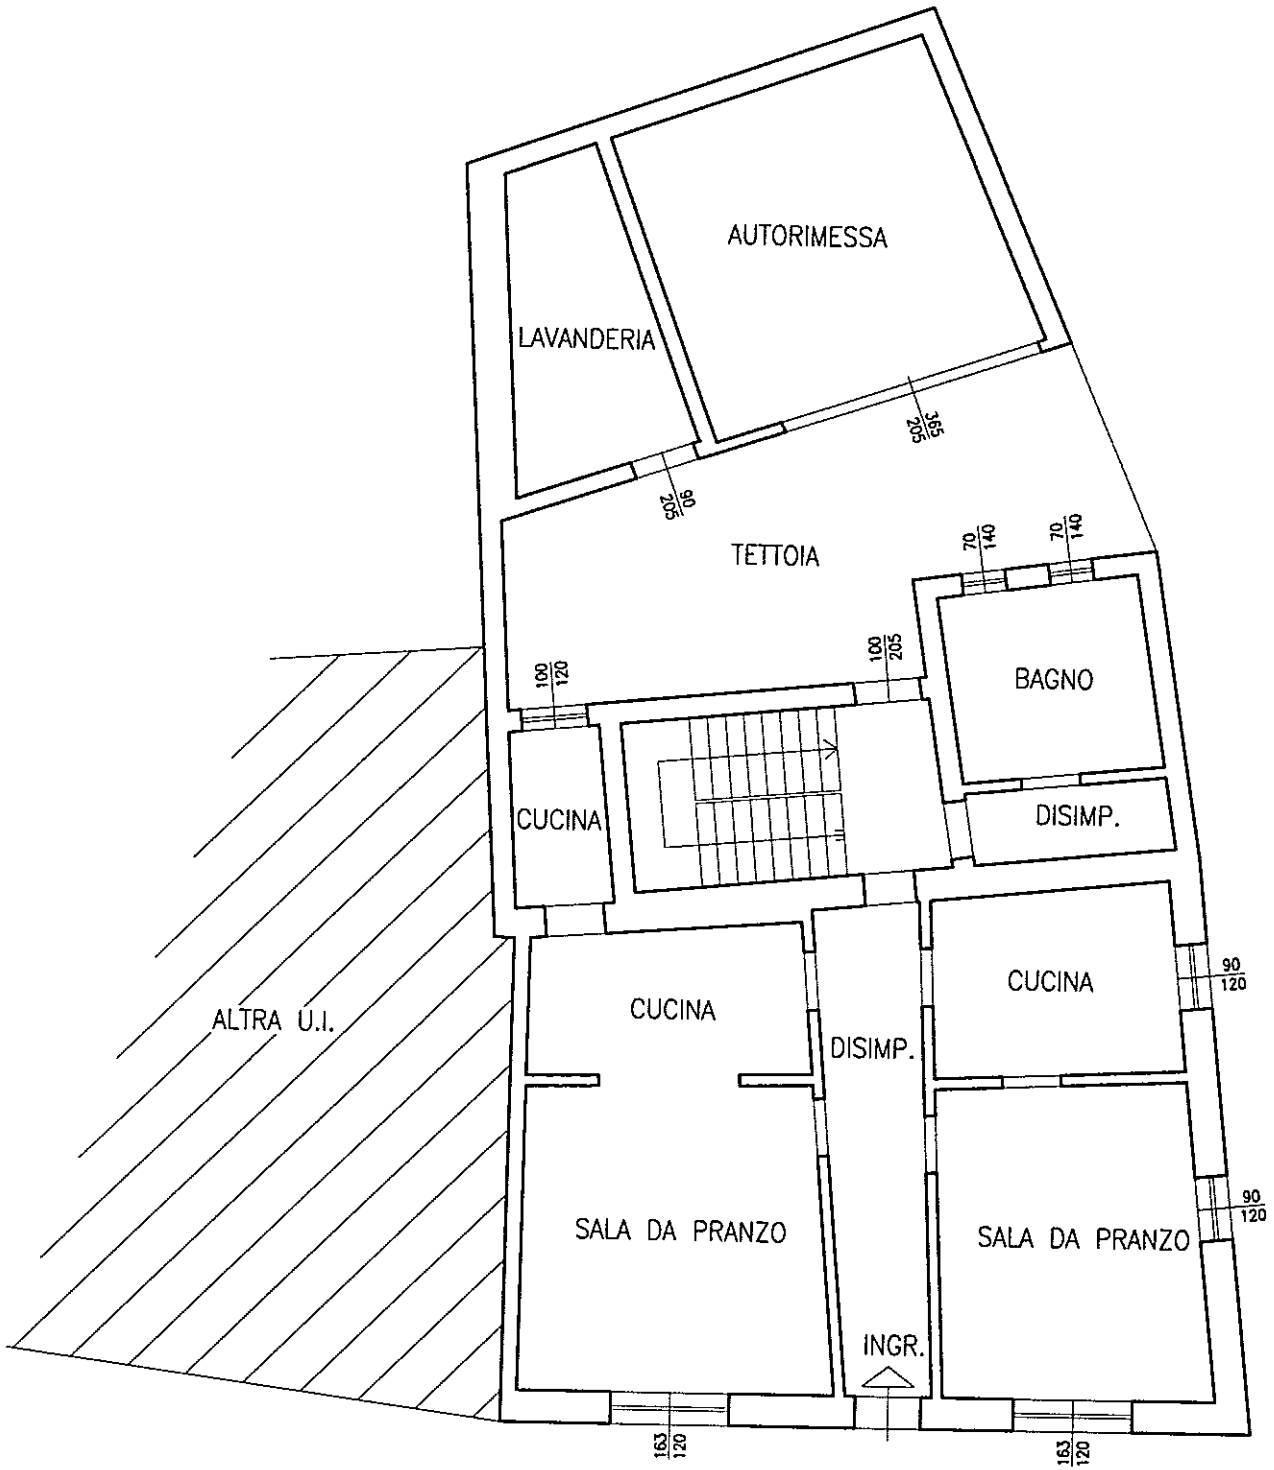 AUTORIMESSA
LAVANDERIA
365
205
90
205
TETTOIA
70
140
70
140
100
120
100
205
BAGNO
CUCINA
DISIMP.
CUCINA
CUCINA
90
120
ALTRA U.I.
DISIMP.
90
120
SALA DA PRANZO
SALA DA PRANZO
INGR.
163
120
163
120